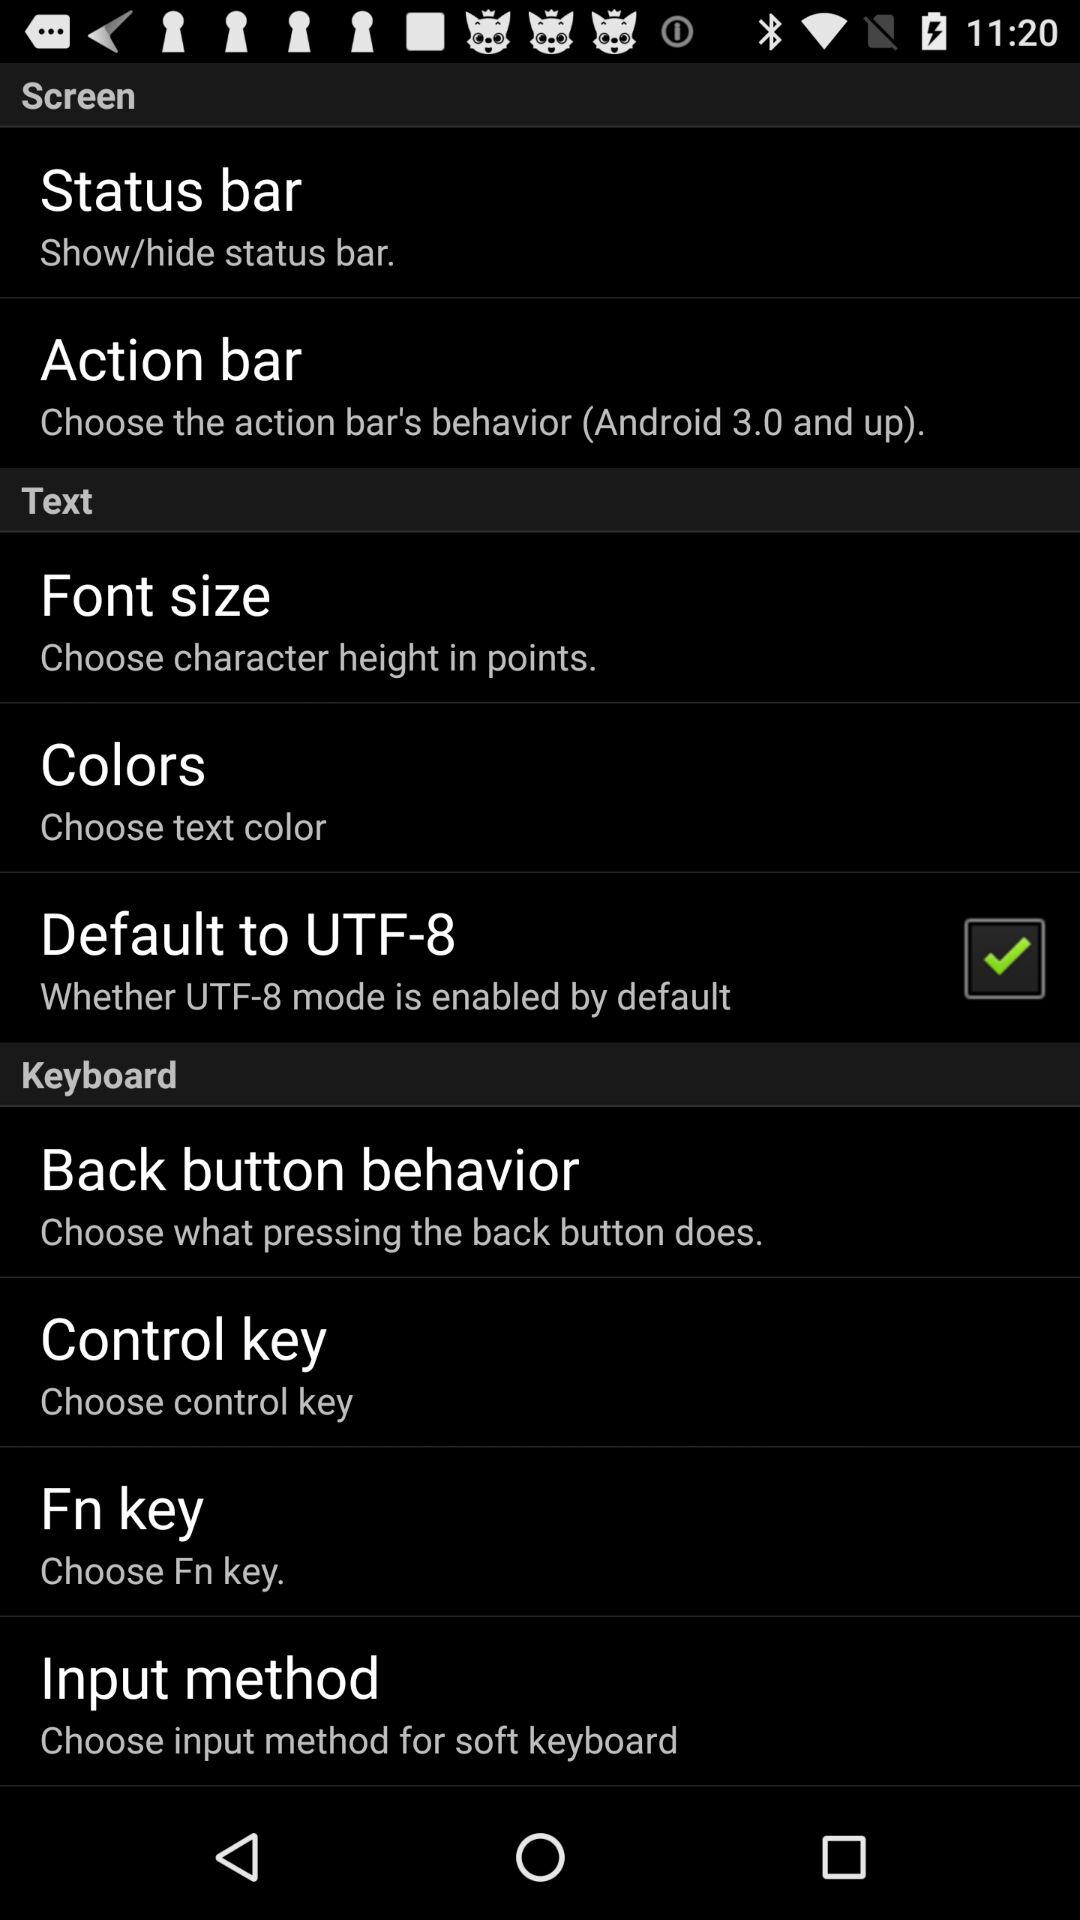 11:20
Screen
Status bar
Show/hide status bar.
Action bar
Choose the action bar's behavior (Android 3.0 and up).
Text
Font size
Choose character height in points.
Colors
Choose text color
Default to UTF-8
Whether UTF-8 mode is enabled by default
Keyboard
Back button behavior
Choose what pressing the back button does.
Control key
Choose control key
Fn key
Choose Fn key.
Input method
Choose input method for soft keyboard